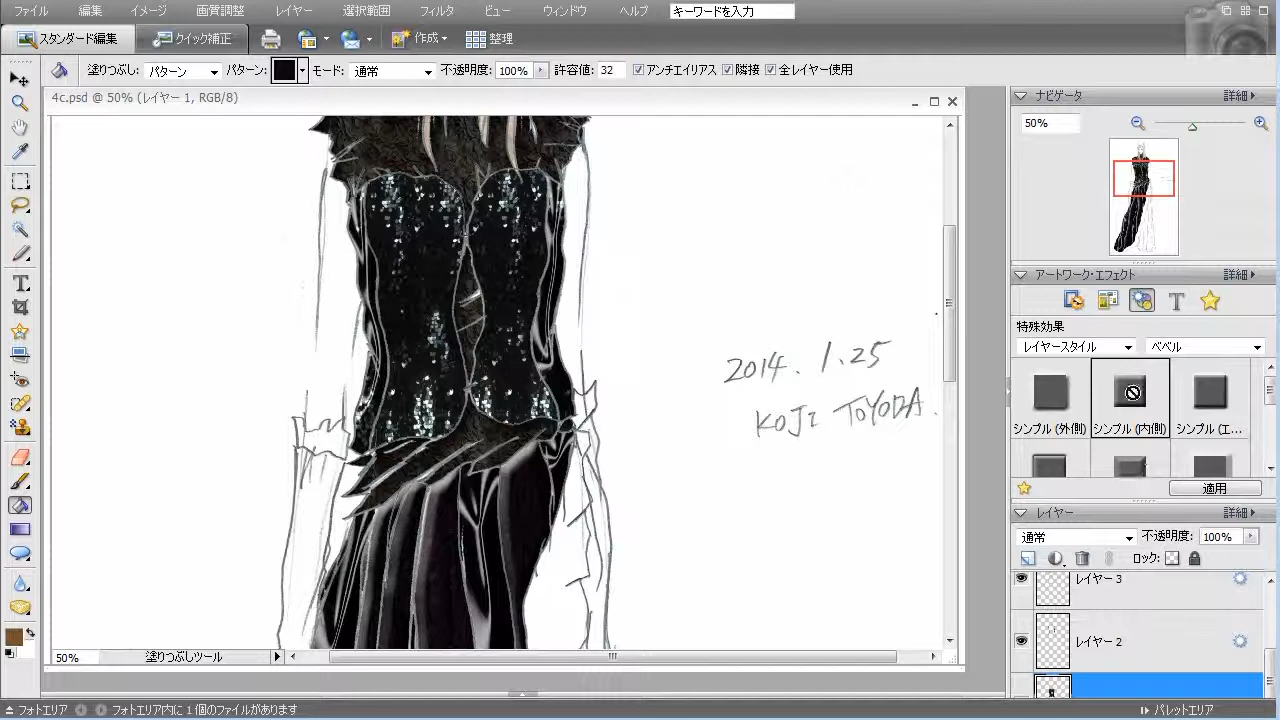 ファイル 編集 イメージ 画質調整 レイヤー 選択範囲 フィルタ ビュー ウィンドウ ヘルプ キーワードを入力
スタンダード編集 クイック補正 作成 整理
塗りつぶし: パターン パターン: モード: 通常 不透明度: 100% 許容値: 32 アンチエイリアス 隣接 全レイヤー使用
4c.psd @ 50% (レイヤー 1, RGB/8)
2014. 1.25
KOJI TOYODA.
50% 塗りつぶしツール
ナビゲータ 詳細
50%
アートワーク・エフェクト 詳細
特殊効果
レイヤースタイル ベベル
シンプル (外側) シンプル (内側) シンプル (エ...
適用
レイヤー 詳細
通常 不透明度: 100%
ロック:
レイヤー 3
レイヤー 2
フォトエリア フォトエリア内に 1 個のファイルがあります パレットエリア